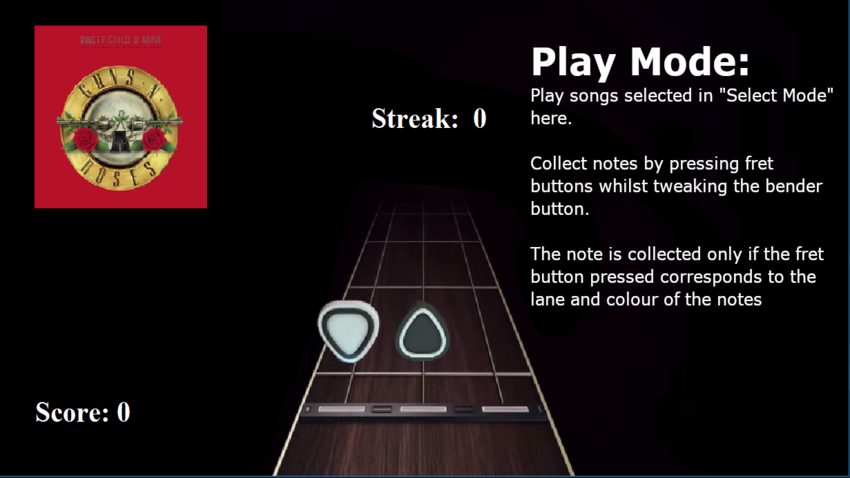 SWEET CHILD O' MINE
GUNS N'
ROSES
Streak: 0
Score: 0
Play Mode:
Play songs selected in "Select Mode"
here.
Collect notes by pressing fret
buttons whilst tweaking the bender
button.
The note is collected only if the fret
button pressed corresponds to the
lane and colour of the notes